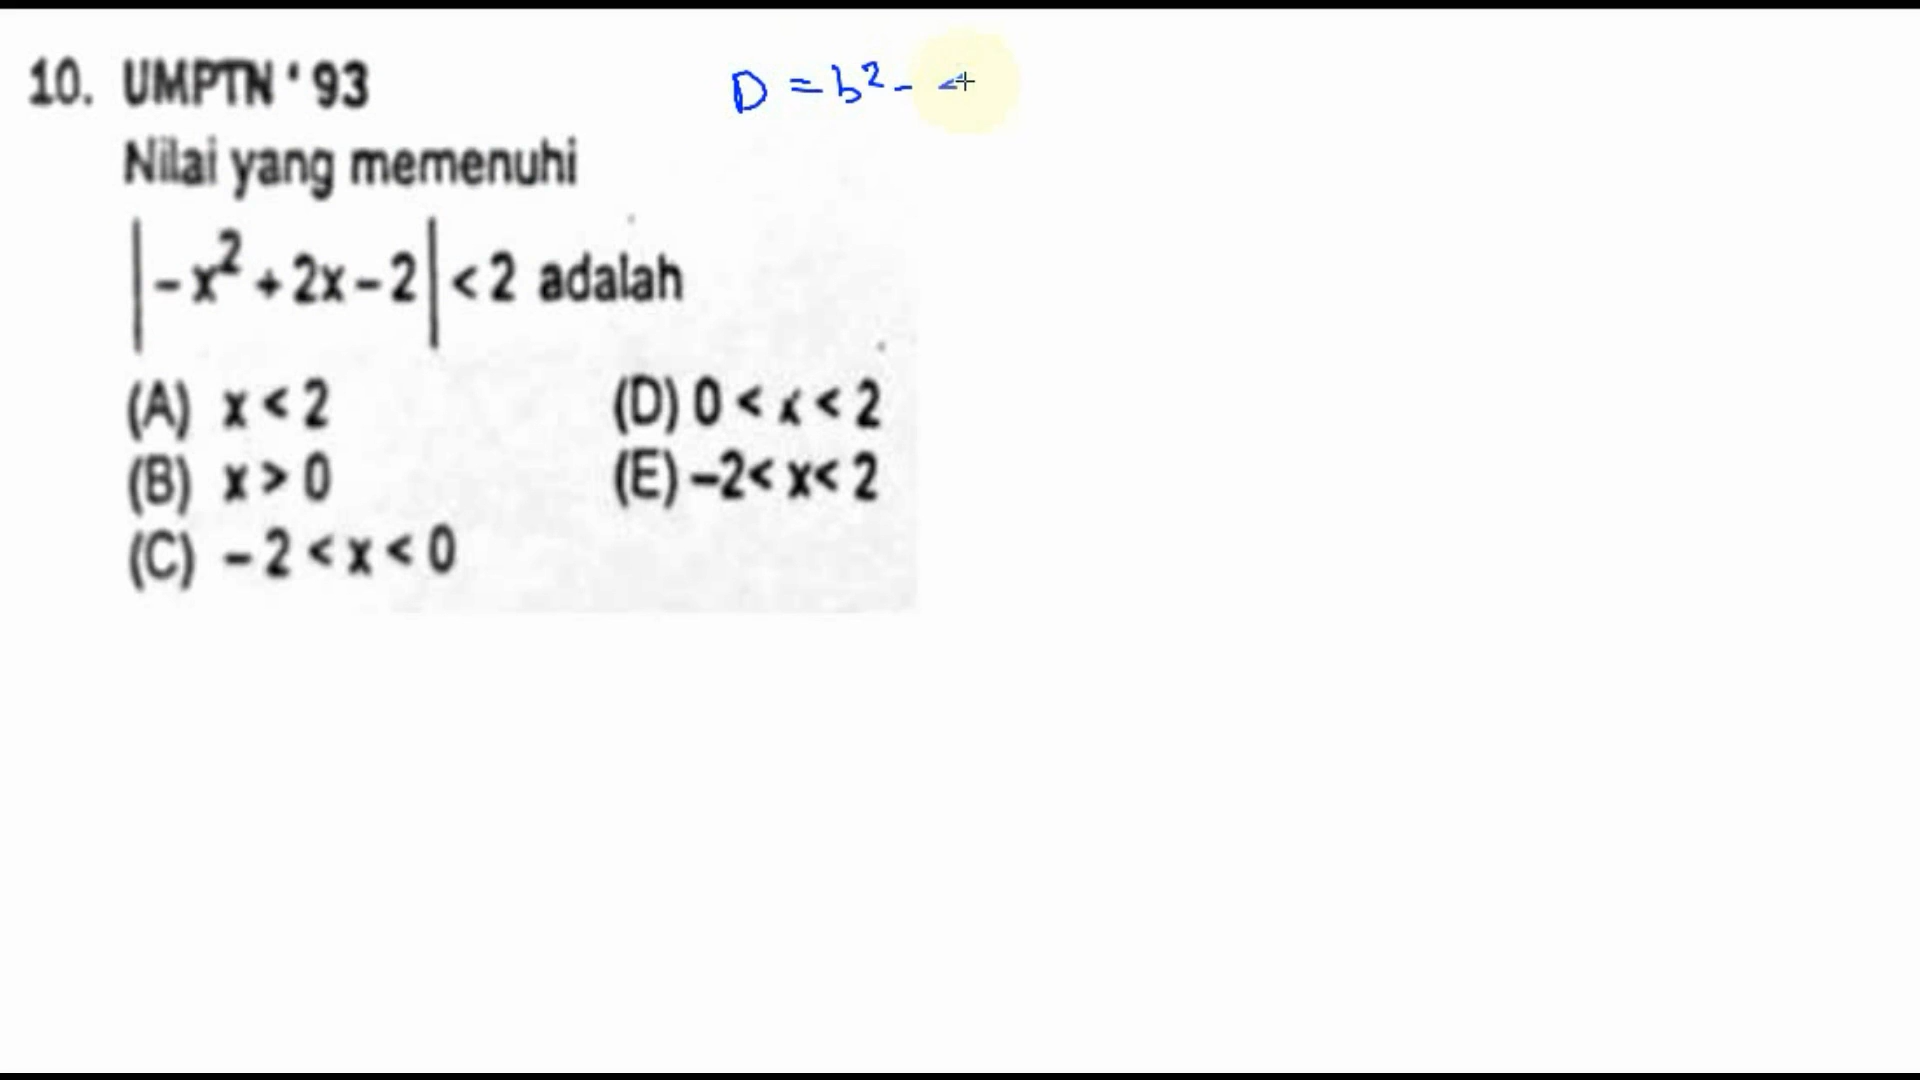 10. UMPTN '93
D = b² - 4
Nilai yang memenuhi
|-x² + 2x - 2| < 2 adalah
(A) x < 2
(B) x > 0
(C) - 2 < x < 0
(D) 0 < x < 2
(E) -2 < x < 2